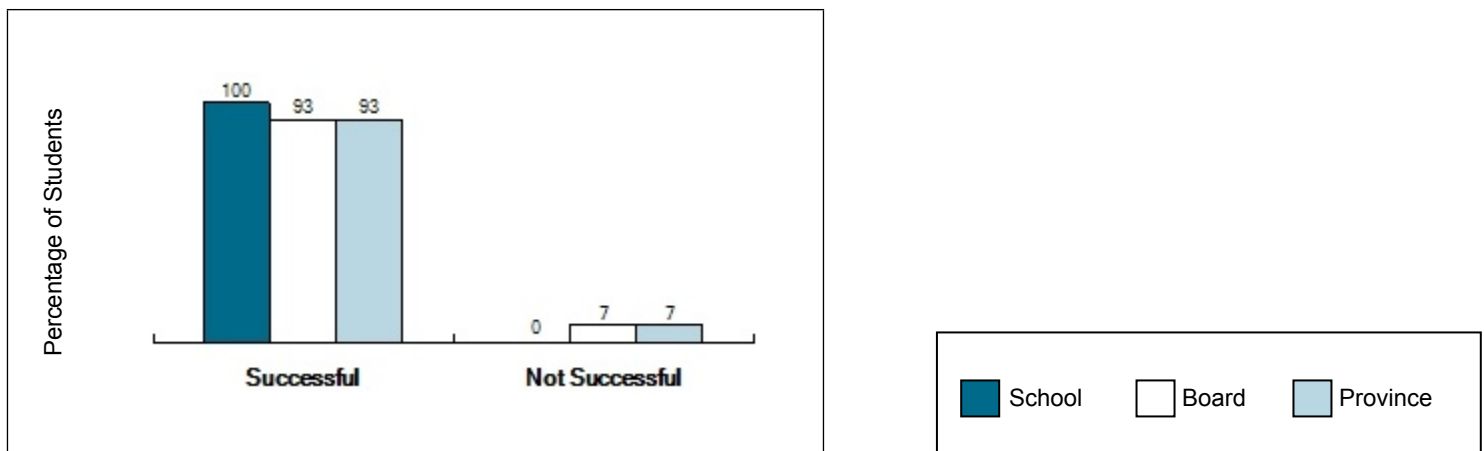 Percentage of Students
100
93
93
0
7
7
Successful
Not Successful
School
Board
Province